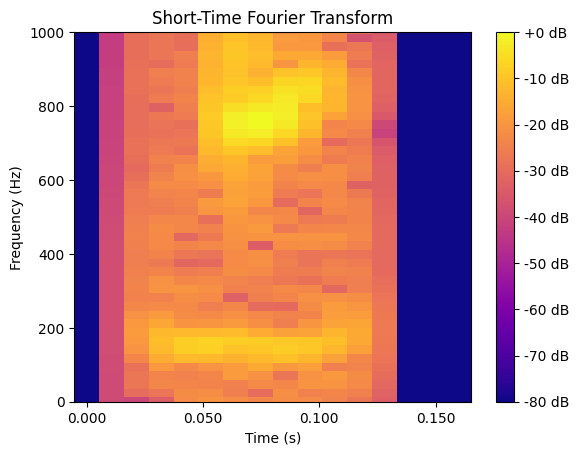 Short-Time Fourier Transform
1000
800
600
400
200
0
Frequency (Hz)
0.000
0.050
0.100
0.150
Time (s)
+0 dB
-10 dB
-20 dB
-30 dB
-40 dB
-50 dB
-60 dB
-70 dB
-80 dB